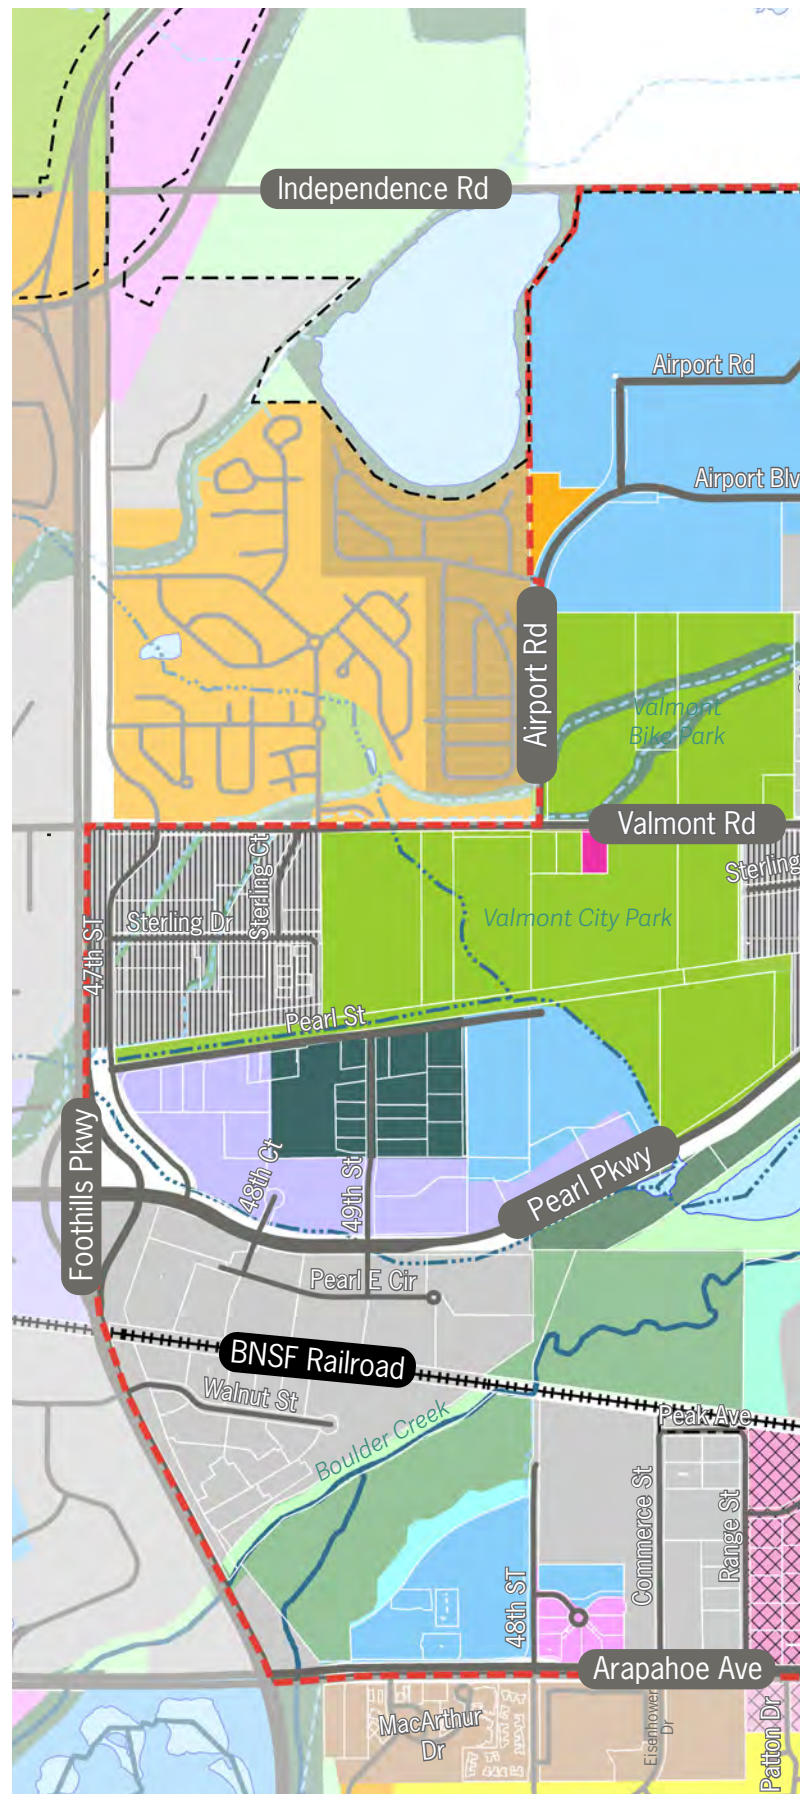 Independence Rd
Airport Rd
Airport Blv
Airport Rd
Valmont
Bike Park
Valmont Rd
Sterling Ct
Sterling
Sterling Dr
Valmont City Park
47th ST
Pearl St
Foothills Pkwy
48th Ct
49th St
Pearl Pkwy
Pearl E Cir
BNSF Railroad
Walnut St
Peak Ave
Boulder Creek
Commerce St
Range St
48th ST
Arapahoe Ave
MacArthur
Dr
Eisenhower
Dr
Patton Dr